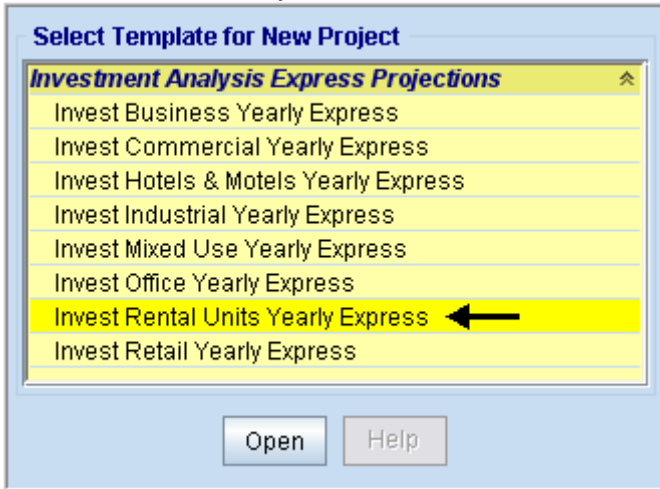 Select Template for New Project
Investment Analysis Express Projections
Invest Business Yearly Express
Invest Commercial Yearly Express
Invest Hotels & Motels Yearly Express
Invest Industrial Yearly Express
Invest Mixed Use Yearly Express
Invest Office Yearly Express
Invest Rental Units Yearly Express
Invest Retail Yearly Express
Open Help